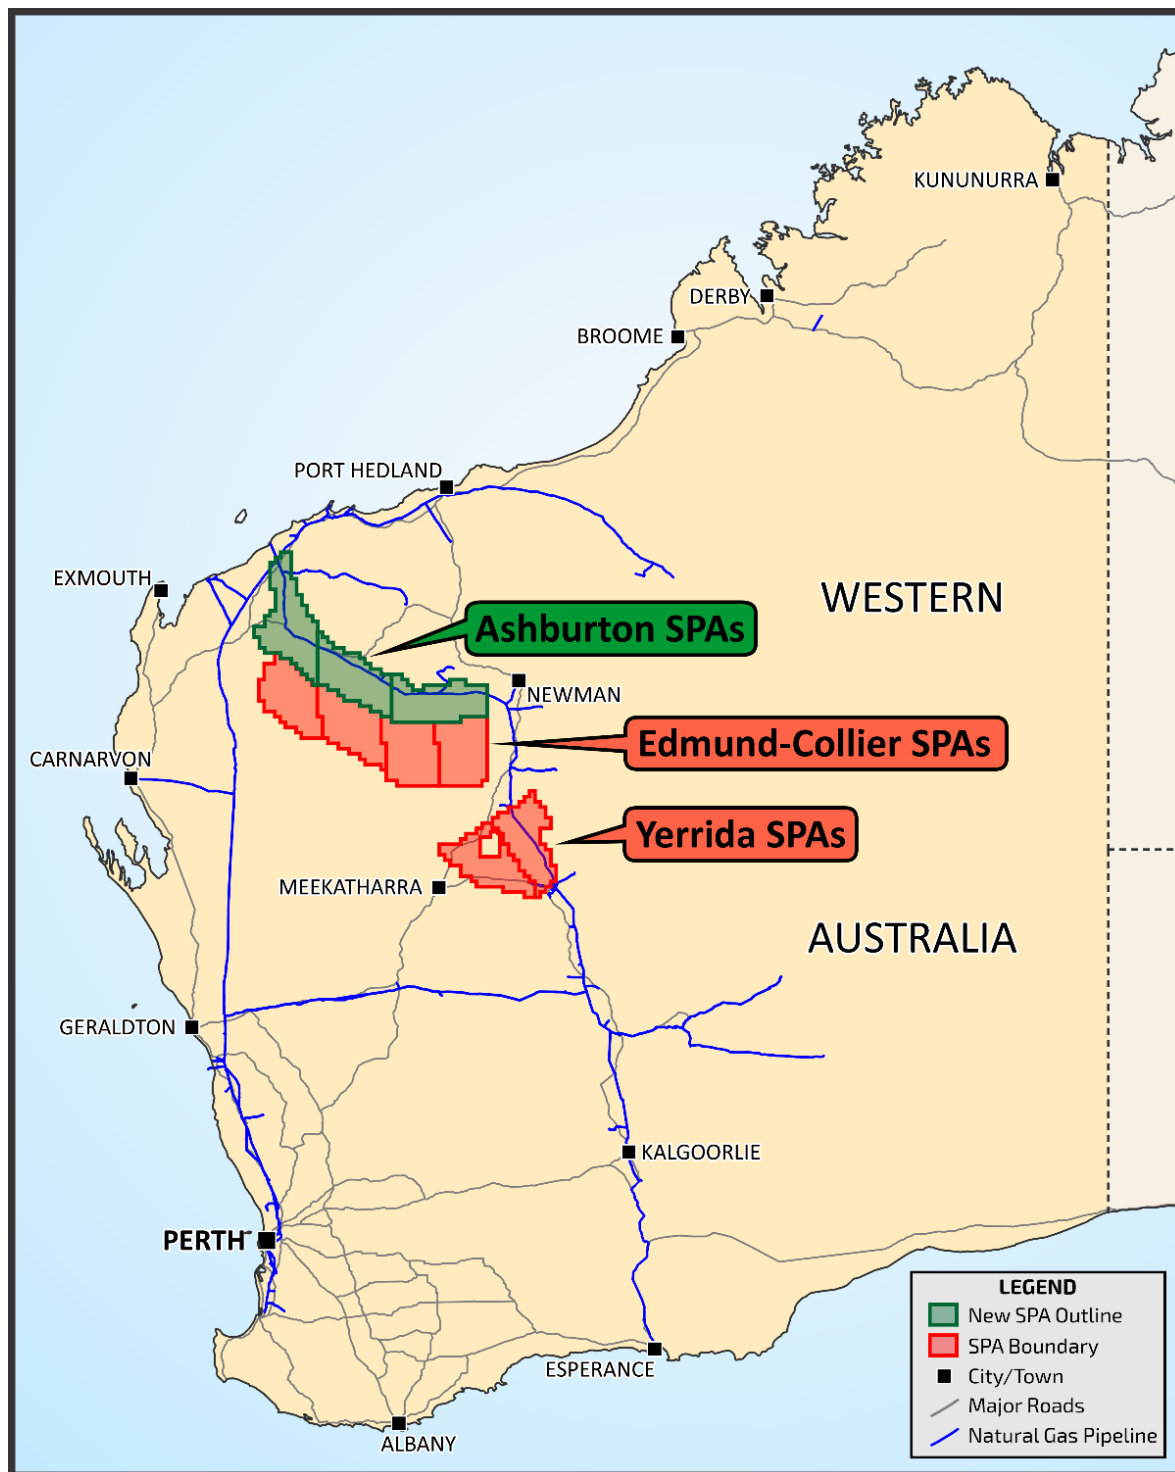 KUNUNURRA
DERBY
BROOME
PORT HEDLAND
EXMOUTH
WESTERN
Ashburton SPAs
NEWMAN
Edmund-Collier SPAs
CARNARVON
Yerrida SPAs
MEEKATHARRA
AUSTRALIA
GERALDTON
KALGOORLIE
PERTH
ESPERANCE
ALBANY
LEGEND
New SPA Outline
SPA Boundary
City/Town
Major Roads
Natural Gas Pipeline